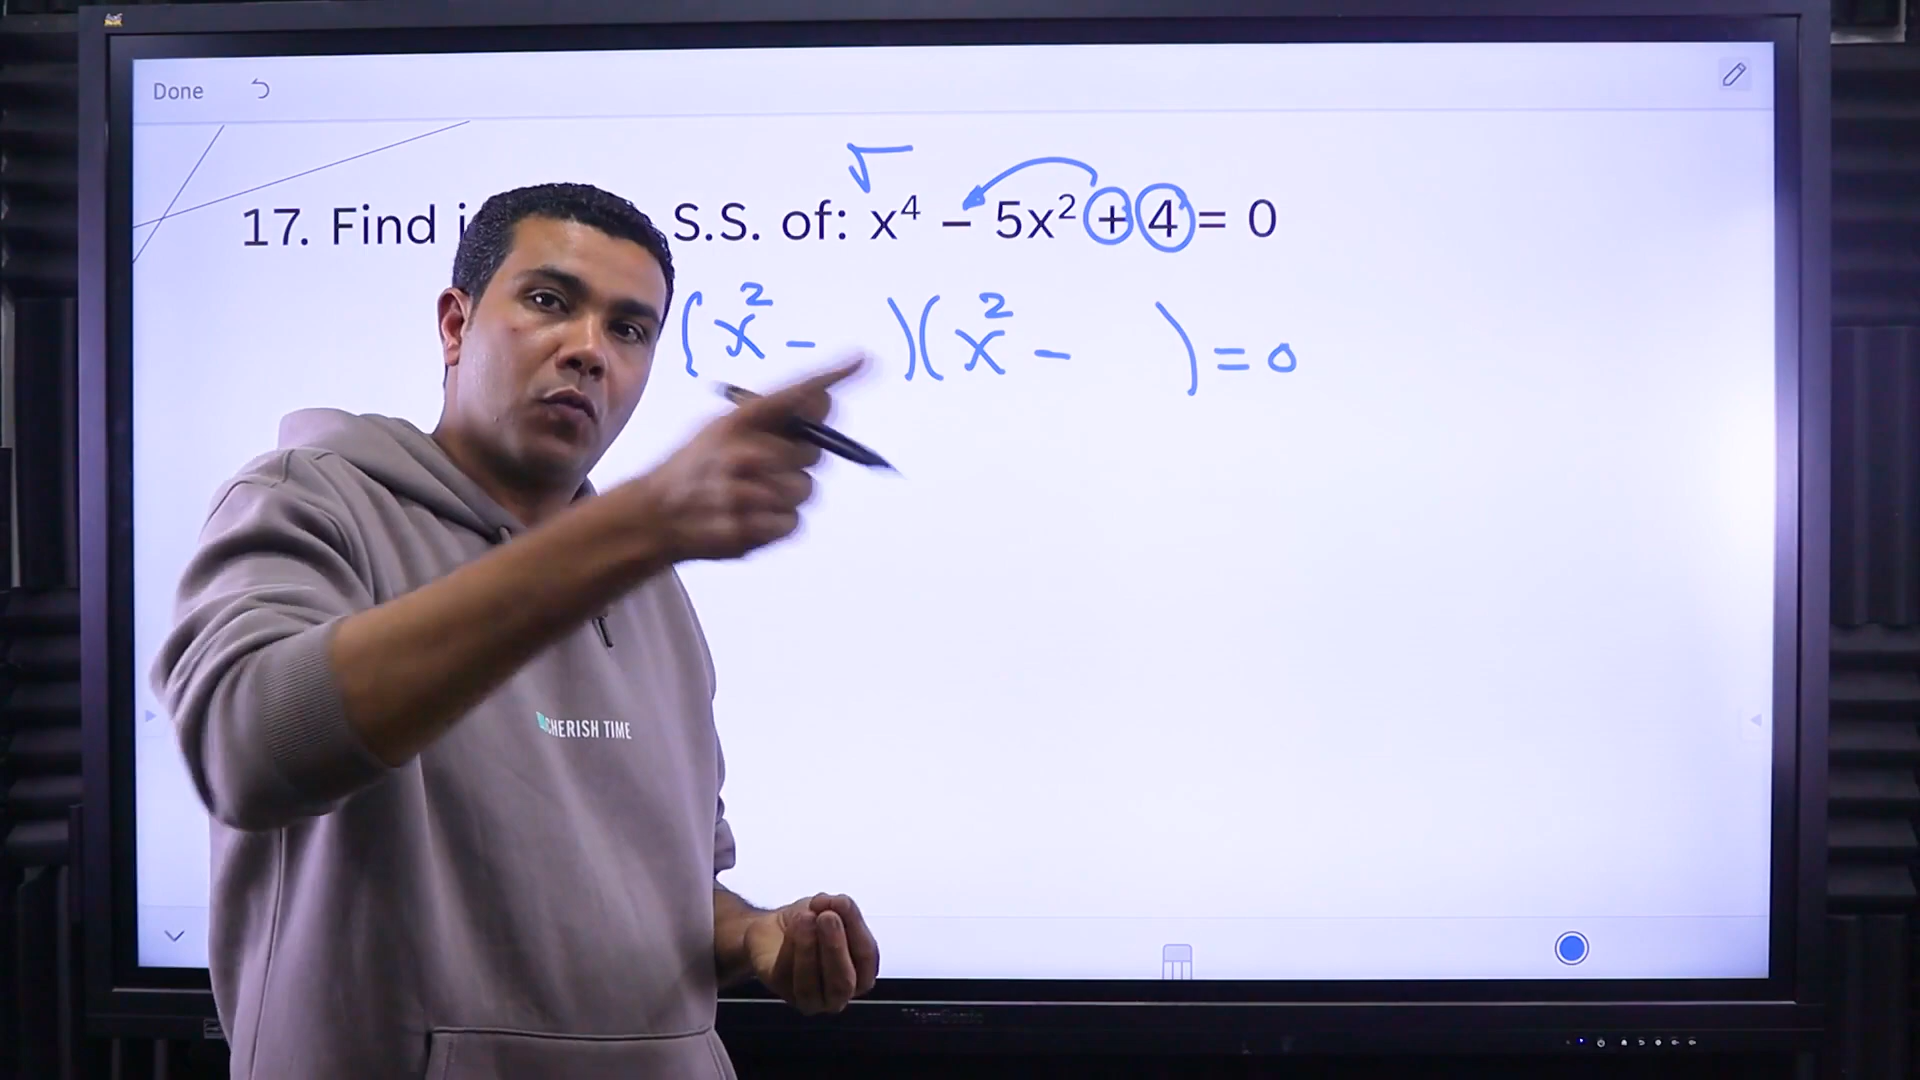 Done
√
17. Find i S.S. of: x⁴ − 5x² + 4 = 0
(x² − )(x² − ) = 0
CHERISH TIME